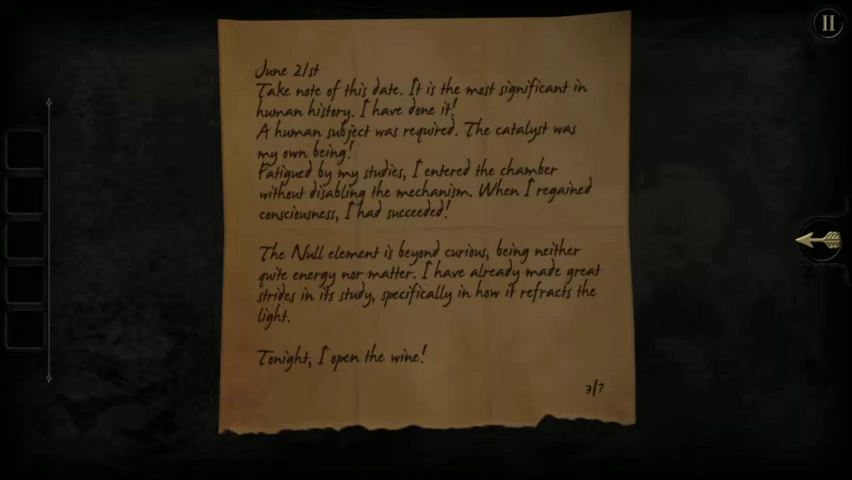 June 21st
Take note of this date. It is the most significant in
human history. I have done it!
A human subject was required. The catalyst was
my own being!
Fatigued by my studies, I entered the chamber
without disabling the mechanism. When I regained
consciousness, I had succeeded!
The Null element is beyond curious, being neither
quite energy nor matter. I have already made great
strides in its study, specifically in how it refracts the
light.
Tonight, I open the wine!
3/7